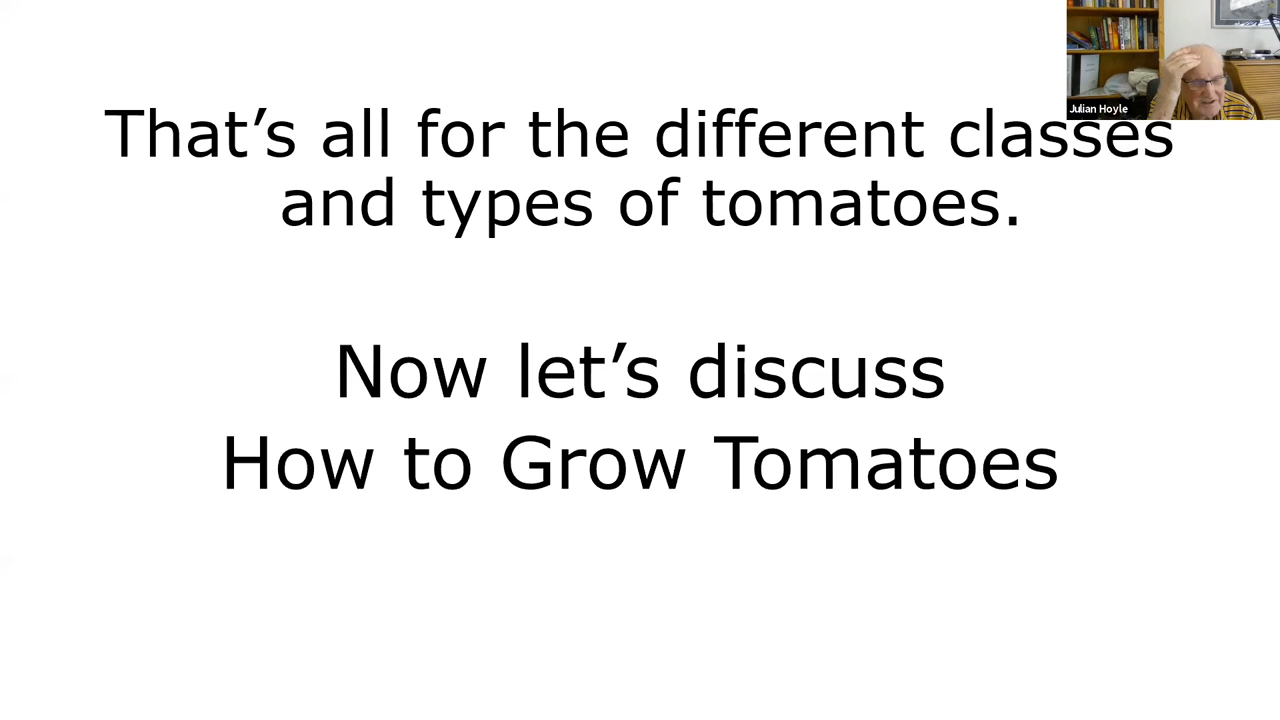 Julian Hoyle
That’s all for the different classes
and types of tomatoes.
Now let’s discuss
How to Grow Tomatoes